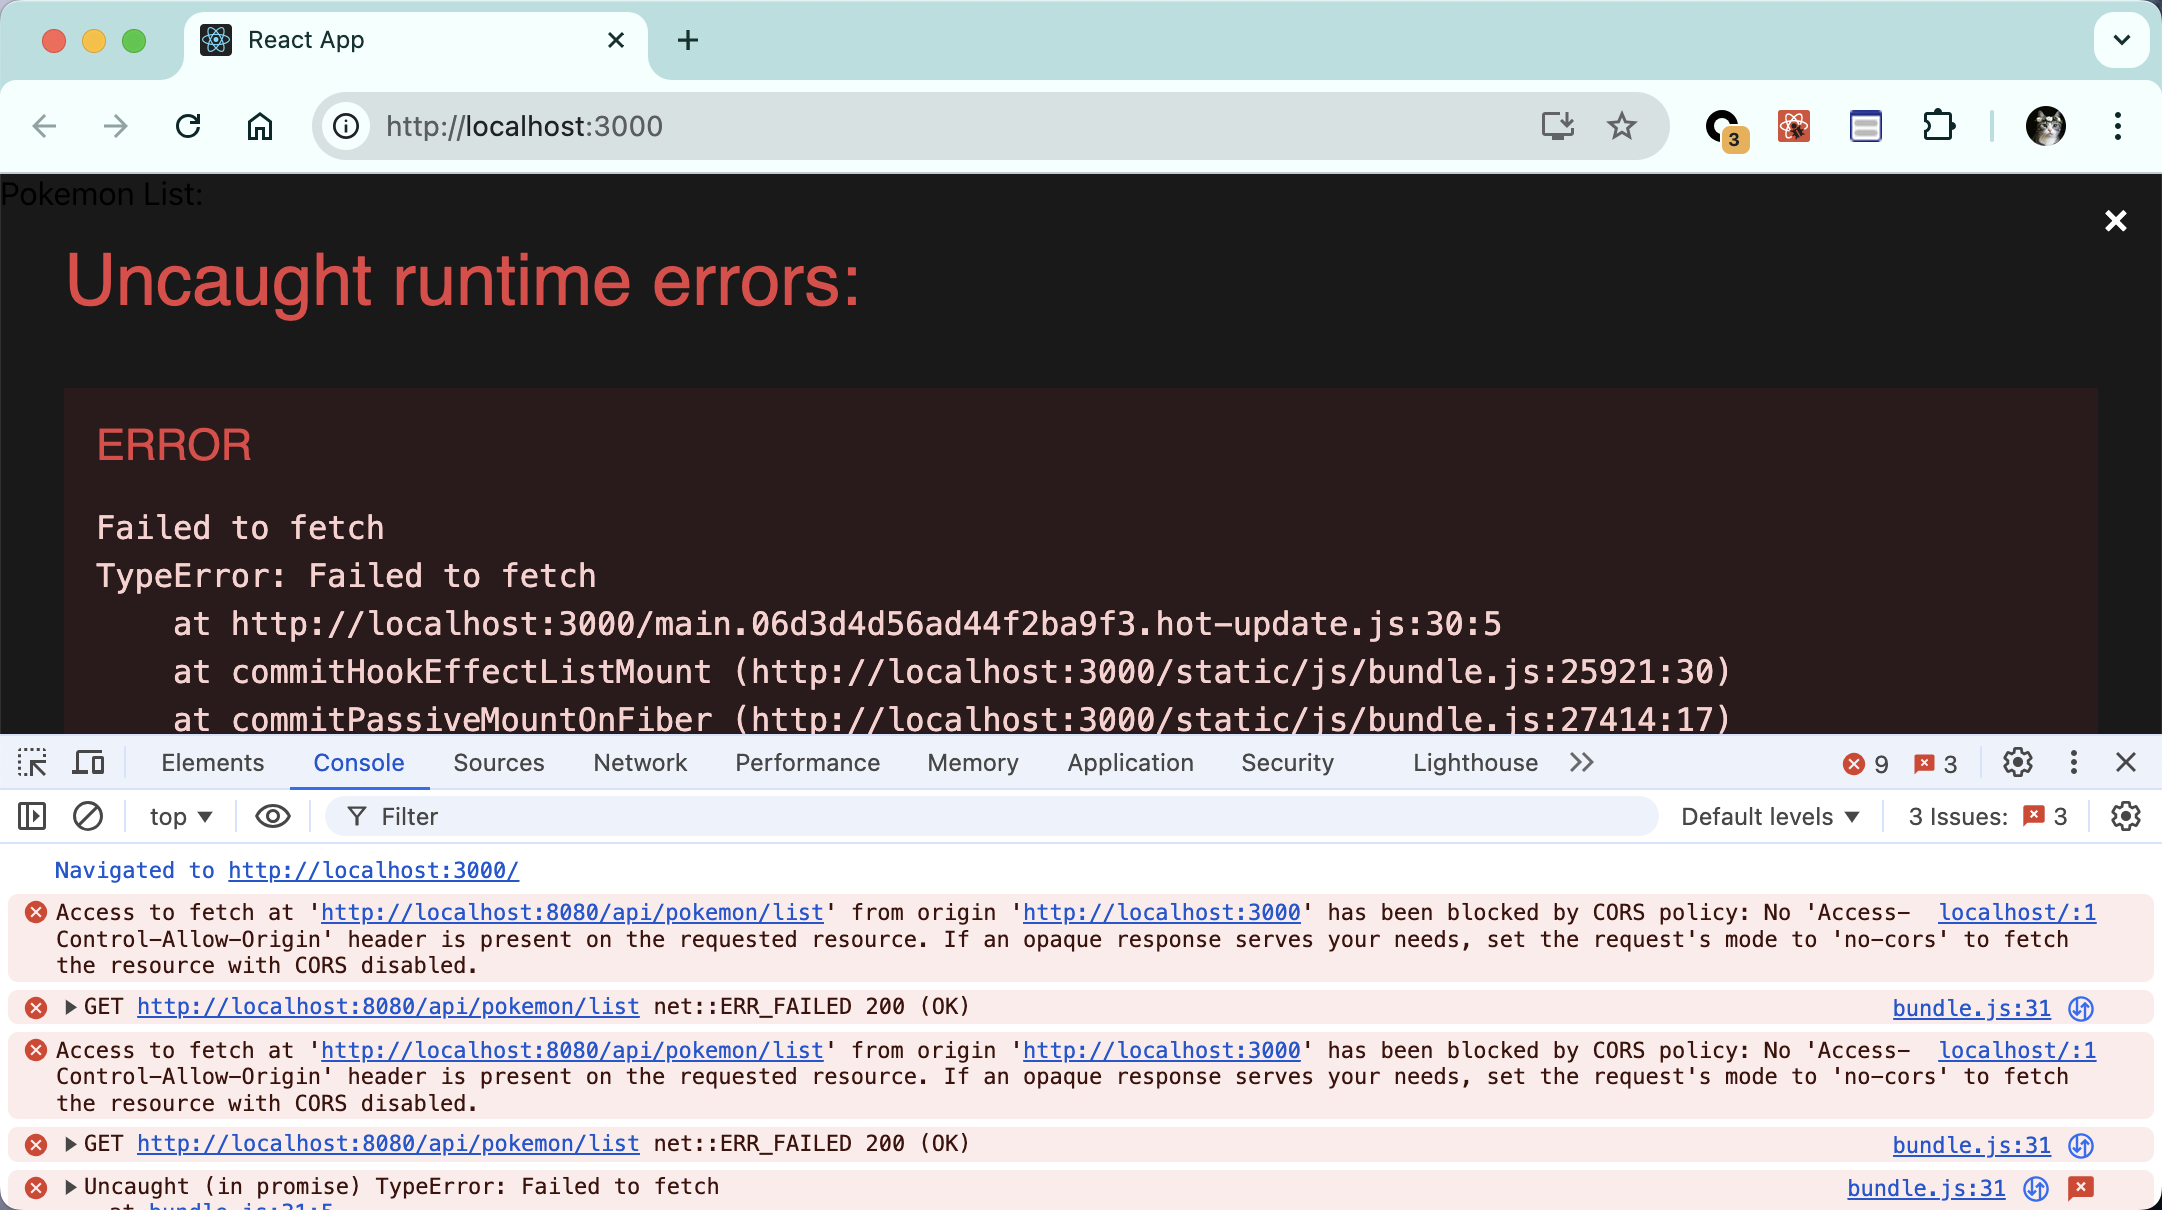 React App
http://localhost:3000
3
Pokemon List:
Uncaught runtime errors:
ERROR
Failed to fetch
TypeError: Failed to fetch
at http://localhost:3000/main.06d3d4d56ad44f2ba9f3.hot-update.js:30:5
at commitHookEffectListMount (http://localhost:3000/static/js/bundle.js:25921:30)
at commitPassiveMountOnFiber (http://localhost:3000/static/js/bundle.js:27414:17)
Elements Console Sources Network Performance Memory Application Security Lighthouse 9 3
top Filter Default levels 3 Issues: 3
Navigated to http://localhost:3000/
Access to fetch at 'http://localhost:8080/api/pokemon/list' from origin 'http://localhost:3000' has been blocked by CORS policy: No 'Access- localhost/:1
Control-Allow-Origin' header is present on the requested resource. If an opaque response serves your needs, set the request's mode to 'no-cors' to fetch
the resource with CORS disabled.
GET http://localhost:8080/api/pokemon/list net::ERR_FAILED 200 (OK) bundle.js:31
Access to fetch at 'http://localhost:8080/api/pokemon/list' from origin 'http://localhost:3000' has been blocked by CORS policy: No 'Access- localhost/:1
Control-Allow-Origin' header is present on the requested resource. If an opaque response serves your needs, set the request's mode to 'no-cors' to fetch
the resource with CORS disabled.
GET http://localhost:8080/api/pokemon/list net::ERR_FAILED 200 (OK) bundle.js:31
Uncaught (in promise) TypeError: Failed to fetch bundle.js:31
at bundle.js:31:5